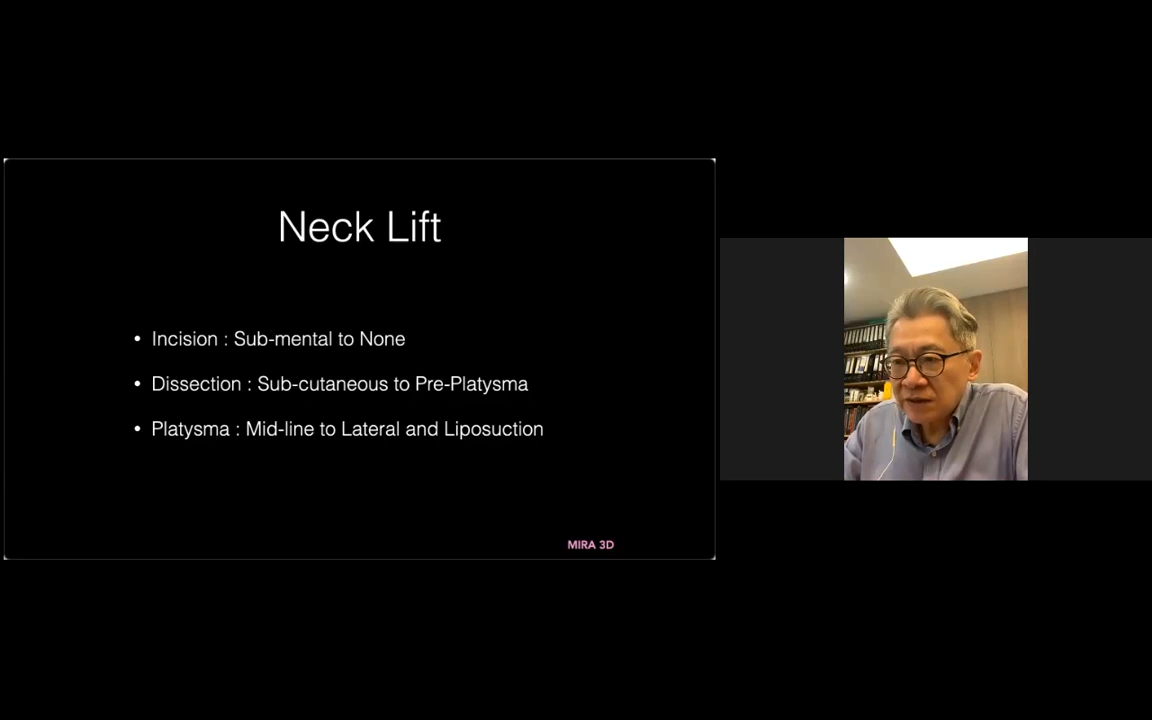 Neck Lift
• Incision : Sub-mental to None
• Dissection : Sub-cutaneous to Pre-Platysma
• Platysma : Mid-line to Lateral and Liposuction
MIRA 3D